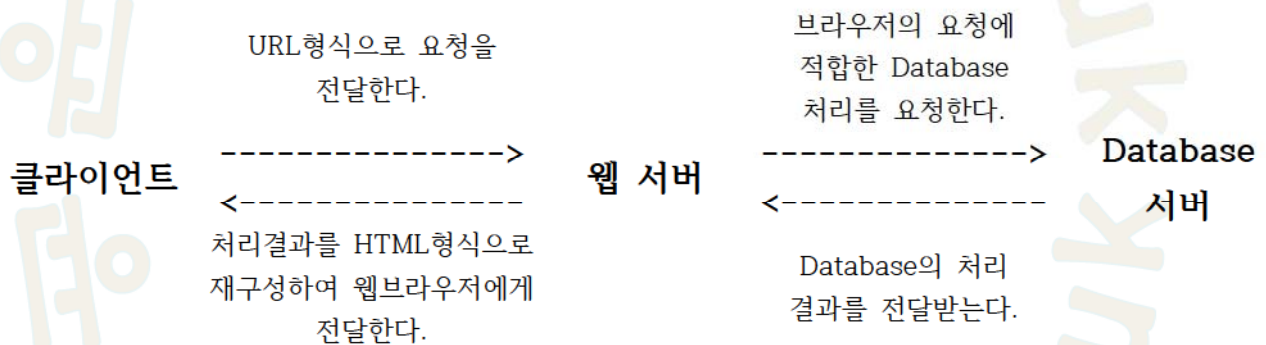 URL형식으로 요청을
전달한다.
브라우저의 요청에
적합한 Database
처리를 요청한다.
클라이언트
--------------->
<---------------
웹 서버
-------------->
<--------------
Database
서버
처리결과를 HTML형식으로
재구성하여 웹브라우저에게
전달한다.
Database의 처리
결과를 전달받는다.